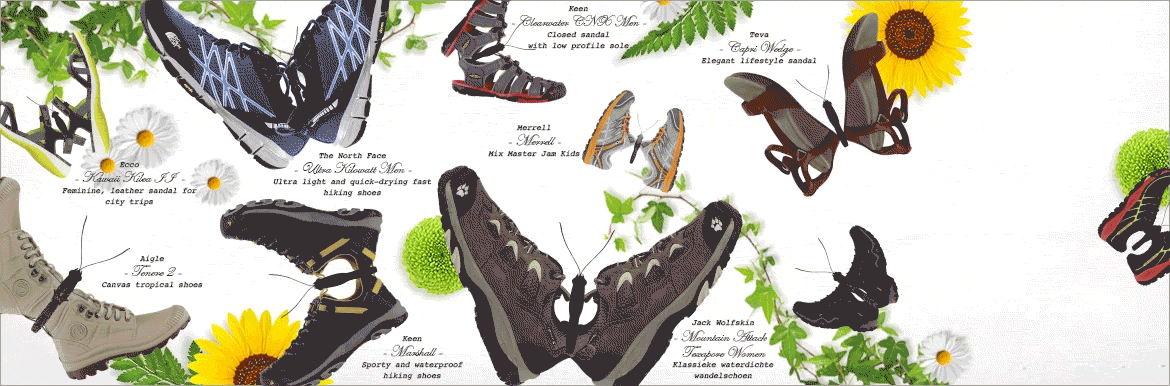 Keen
- Clearwater CNX Men -
Closed sandal
with low profile sole
Teva
- Capri Wedge -
Elegant lifestyle sandal
Merrell
- Merrell -
Mix Master Jam Kids
The North Face
- Ultra Kilowatt Men -
Ultra light and quick-drying fast
hiking shoes
Ecco
- Kawaii Kilea II -
Feminine, leather sandal for
city trips
Aigle
- Tenere 2 -
Canvas tropical shoes
Keen
- Marshall -
Sporty and waterproof
hiking shoes
Jack Wolfskin
- Mountain Attack
Texapore Women -
Klassieke waterdichte
wandelschoen